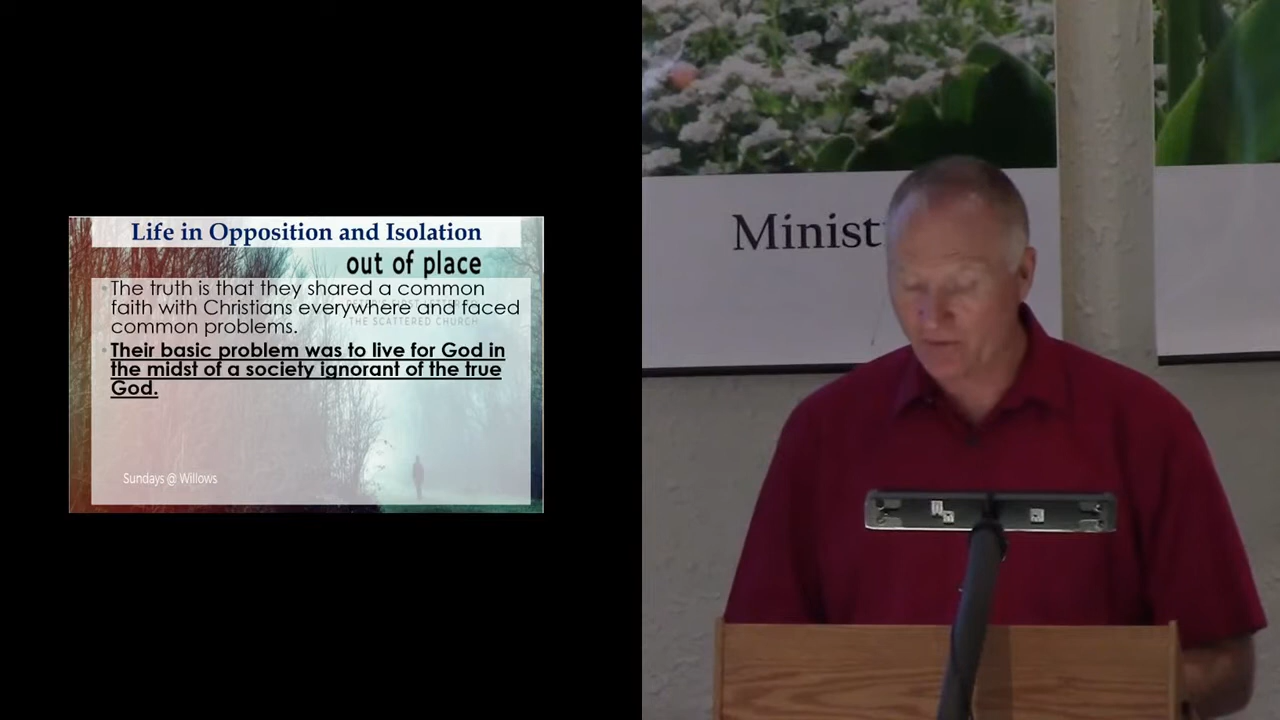 Life in Opposition and Isolation
out of place
The truth is that they shared a common
faith with Christians everywhere and faced
THE SCATTERED CHURCH
common problems.
Their basic problem was to live for God in
the midst of a society ignorant of the true
God.
Sundays @ Willows
Minist